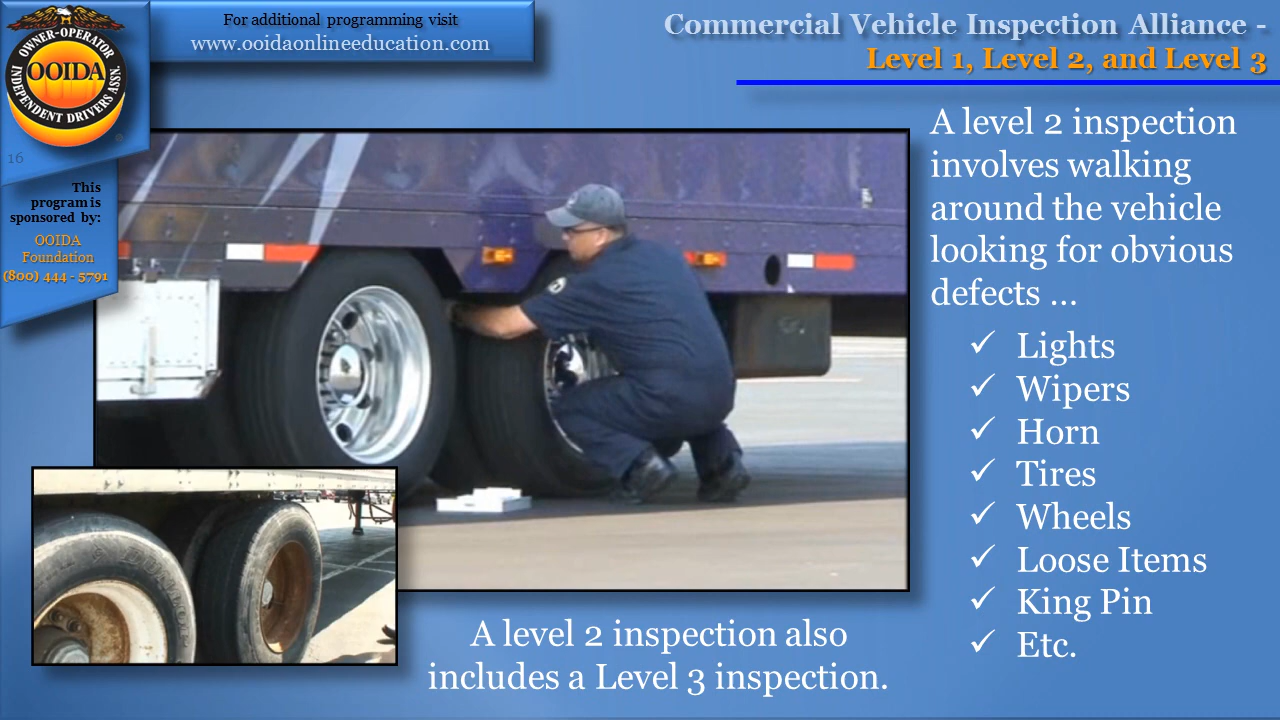 For additional programming visit
www.ooidaonlineeducation.com
Commercial Vehicle Inspection Alliance -
Level 1, Level 2, and Level 3
OWNER-OPERATOR
OOIDA
INDEPENDENT DRIVERS ASSN.
®
16
This
program is
sponsored by:
OOIDA
Foundation
(800) 444 - 5791
A level 2 inspection
involves walking
around the vehicle
looking for obvious
defects ...
✓ Lights
✓ Wipers
✓ Horn
✓ Tires
✓ Wheels
✓ Loose Items
✓ King Pin
✓ Etc.
A level 2 inspection also
includes a Level 3 inspection.